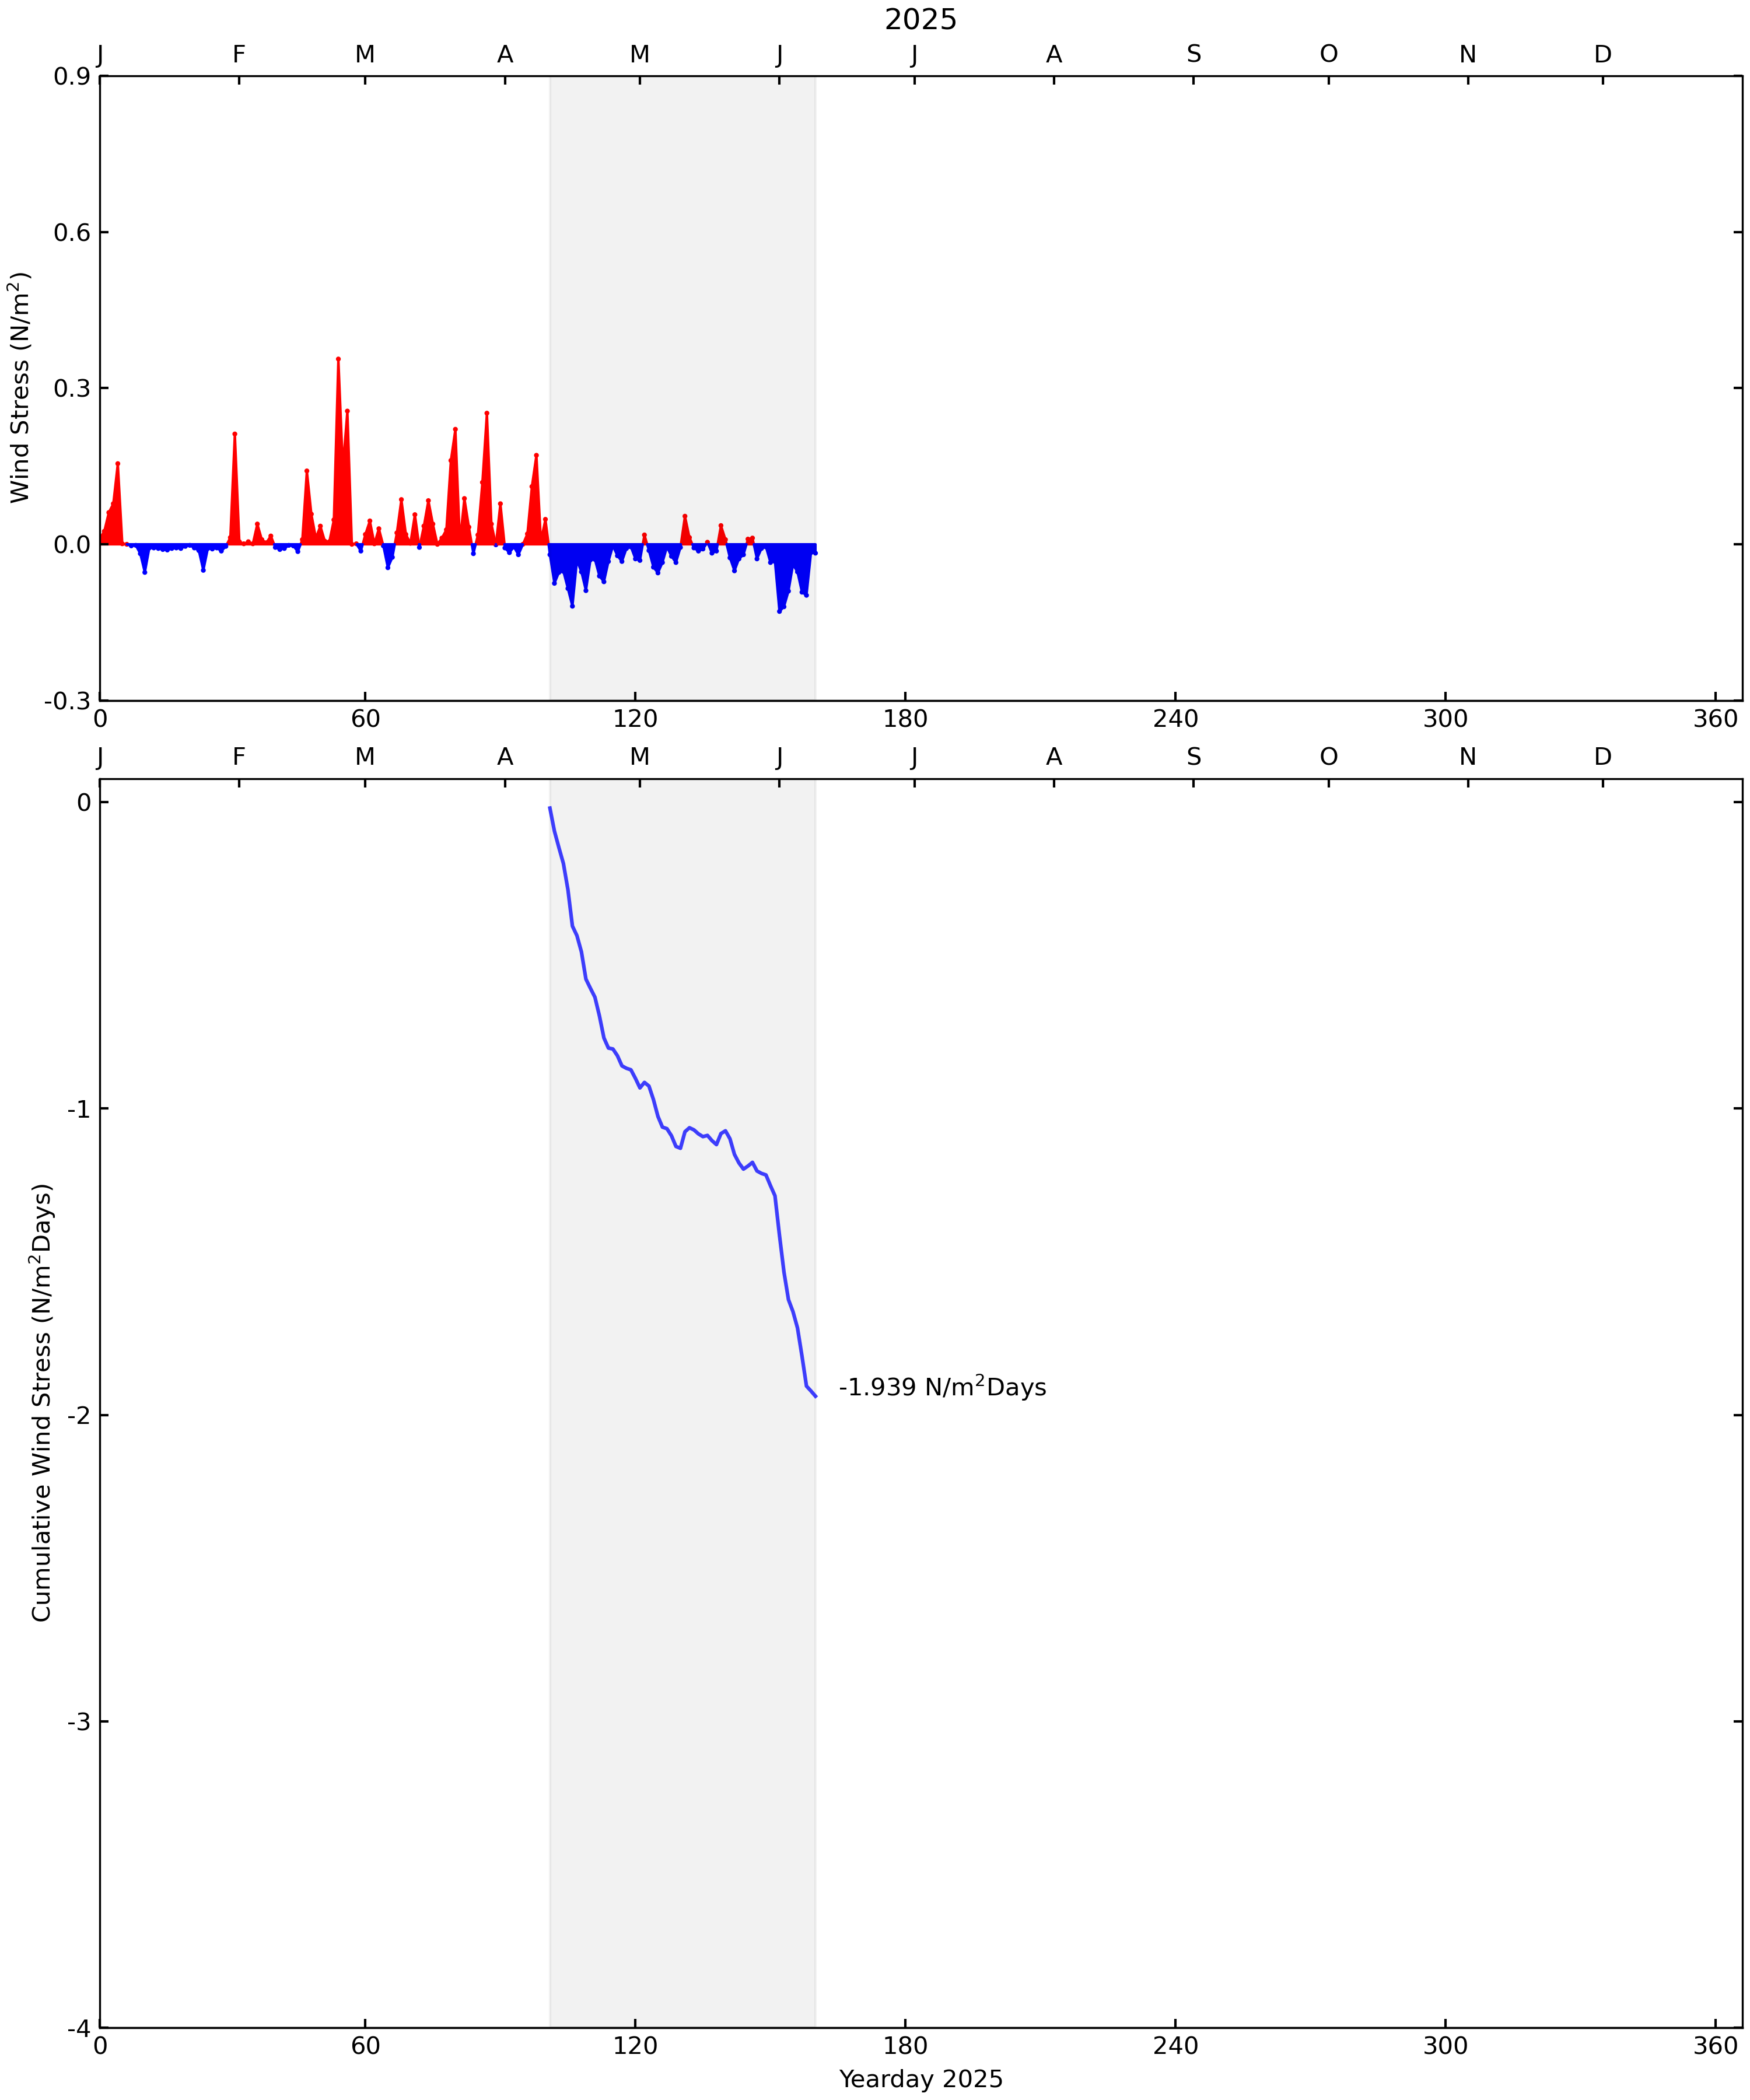 2025
J F M A M J J A S O N D
0.9
0.6
0.3
0.0
-0.3
Wind Stress (N/m²)
0 60 120 180 240 300 360
J F M A M J J A S O N D
0
-1
-2
-3
-4
Cumulative Wind Stress (N/m²Days)
-1.939 N/m²Days
0 60 120 180 240 300 360
Yearday 2025